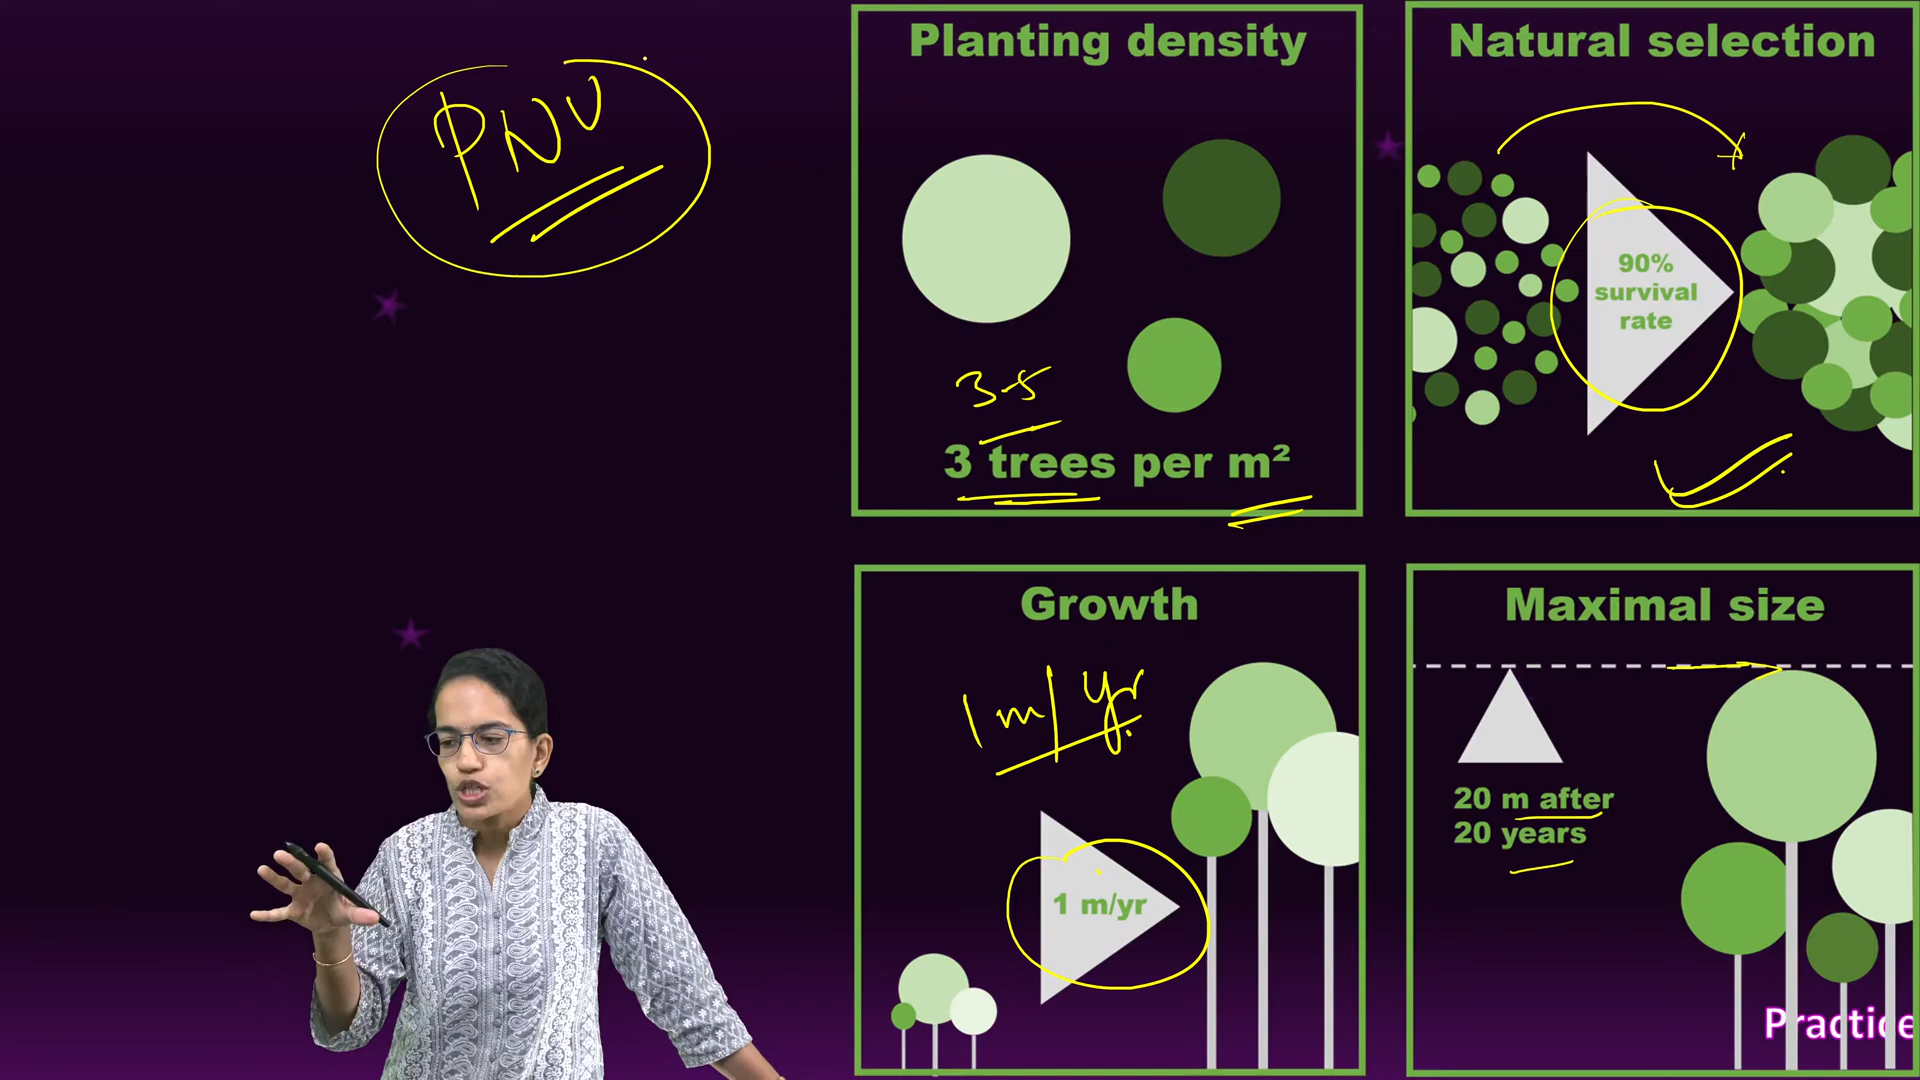 PNV
Planting density
3-5
3 trees per m²
Natural selection
90%
survival
rate
Growth
1 m/yr
1 m/yr
Maximal size
20 m after
20 years
Practice